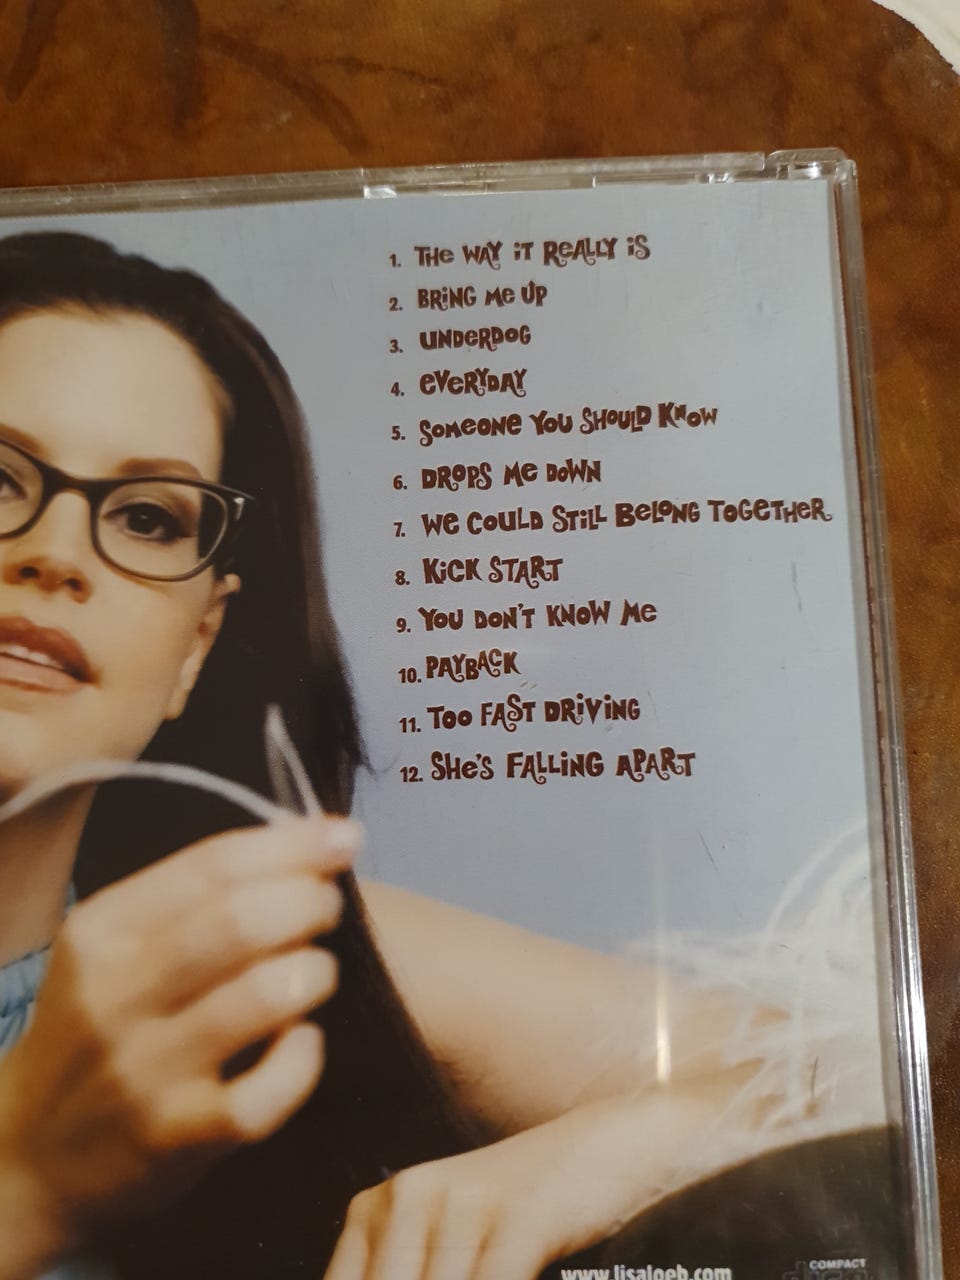 1. THE WAY iT REALLY iS
2. BRiNG Me UP
3. UNDERDOG
4. eVeRYDAY
5. SOMEONE YOU SHOULD KNOW
6. DROPS Me DOWN
7. WE COULD STiLL BELONG TOGETHER
8. KiCK START
9. YOU DON'T KNOW Me
10. PAYBACK
11. TOO FAST DRiViNG
12. SHE'S FALLiNG APART
www.lisaloeb.com
COMPACT